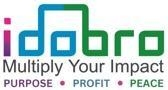 idobro
Multiply Your Impact
PURPOSE • PROFIT • PEACE